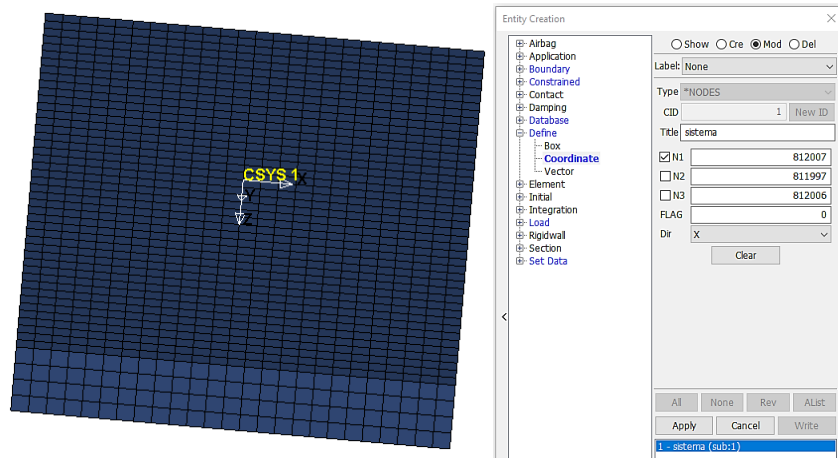 Entity Creation
Airbag
Application
Boundary
Constrained
Contact
Damping
Database
Define
Box
Coordinate
Vector
Element
Initial
Integration
Load
Rigidwall
Section
Set Data
Show Cre Mod Del
Label: None
Type *NODES
CID 1 New ID
Title sistema
N1 812007
N2 811997
N3 812006
FLAG 0
Dir X
Clear
All None Rev AList
Apply Cancel Write
1 - sistema (sub:1)
CSYS 1
X
Y
Z